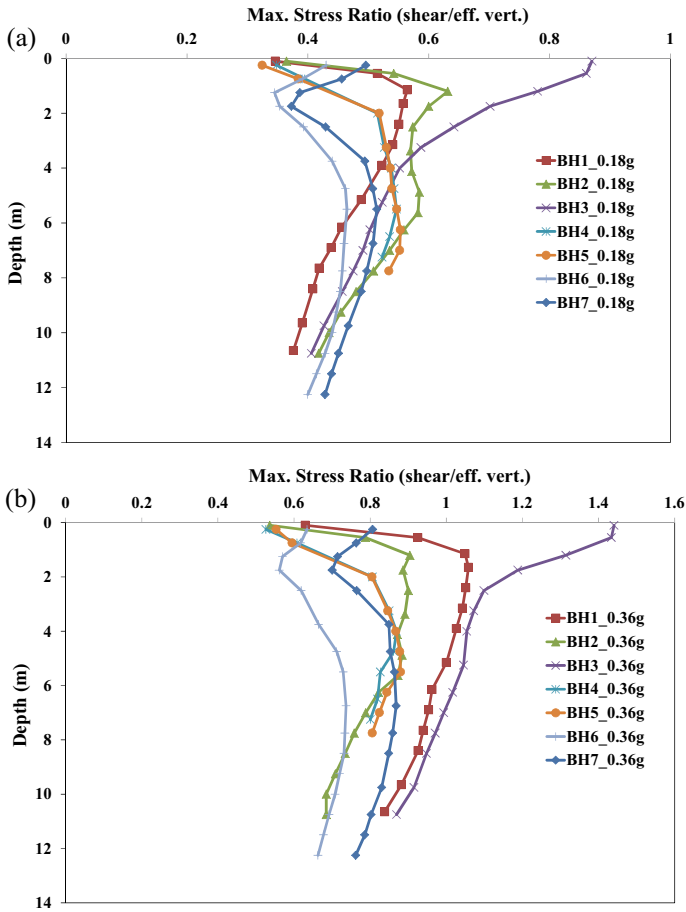 (a)
Max. Stress Ratio (shear/eff. vert.)
0 0.2 0.4 0.6 0.8 1
0
2
4
6
8
10
12
14
Depth (m)
BH1_0.18g
BH2_0.18g
BH3_0.18g
BH4_0.18g
BH5_0.18g
BH6_0.18g
BH7_0.18g
(b)
Max. Stress Ratio (shear/eff. vert.)
0 0.2 0.4 0.6 0.8 1 1.2 1.4 1.6
0
2
4
6
8
10
12
14
Depth (m)
BH1_0.36g
BH2_0.36g
BH3_0.36g
BH4_0.36g
BH5_0.36g
BH6_0.36g
BH7_0.36g